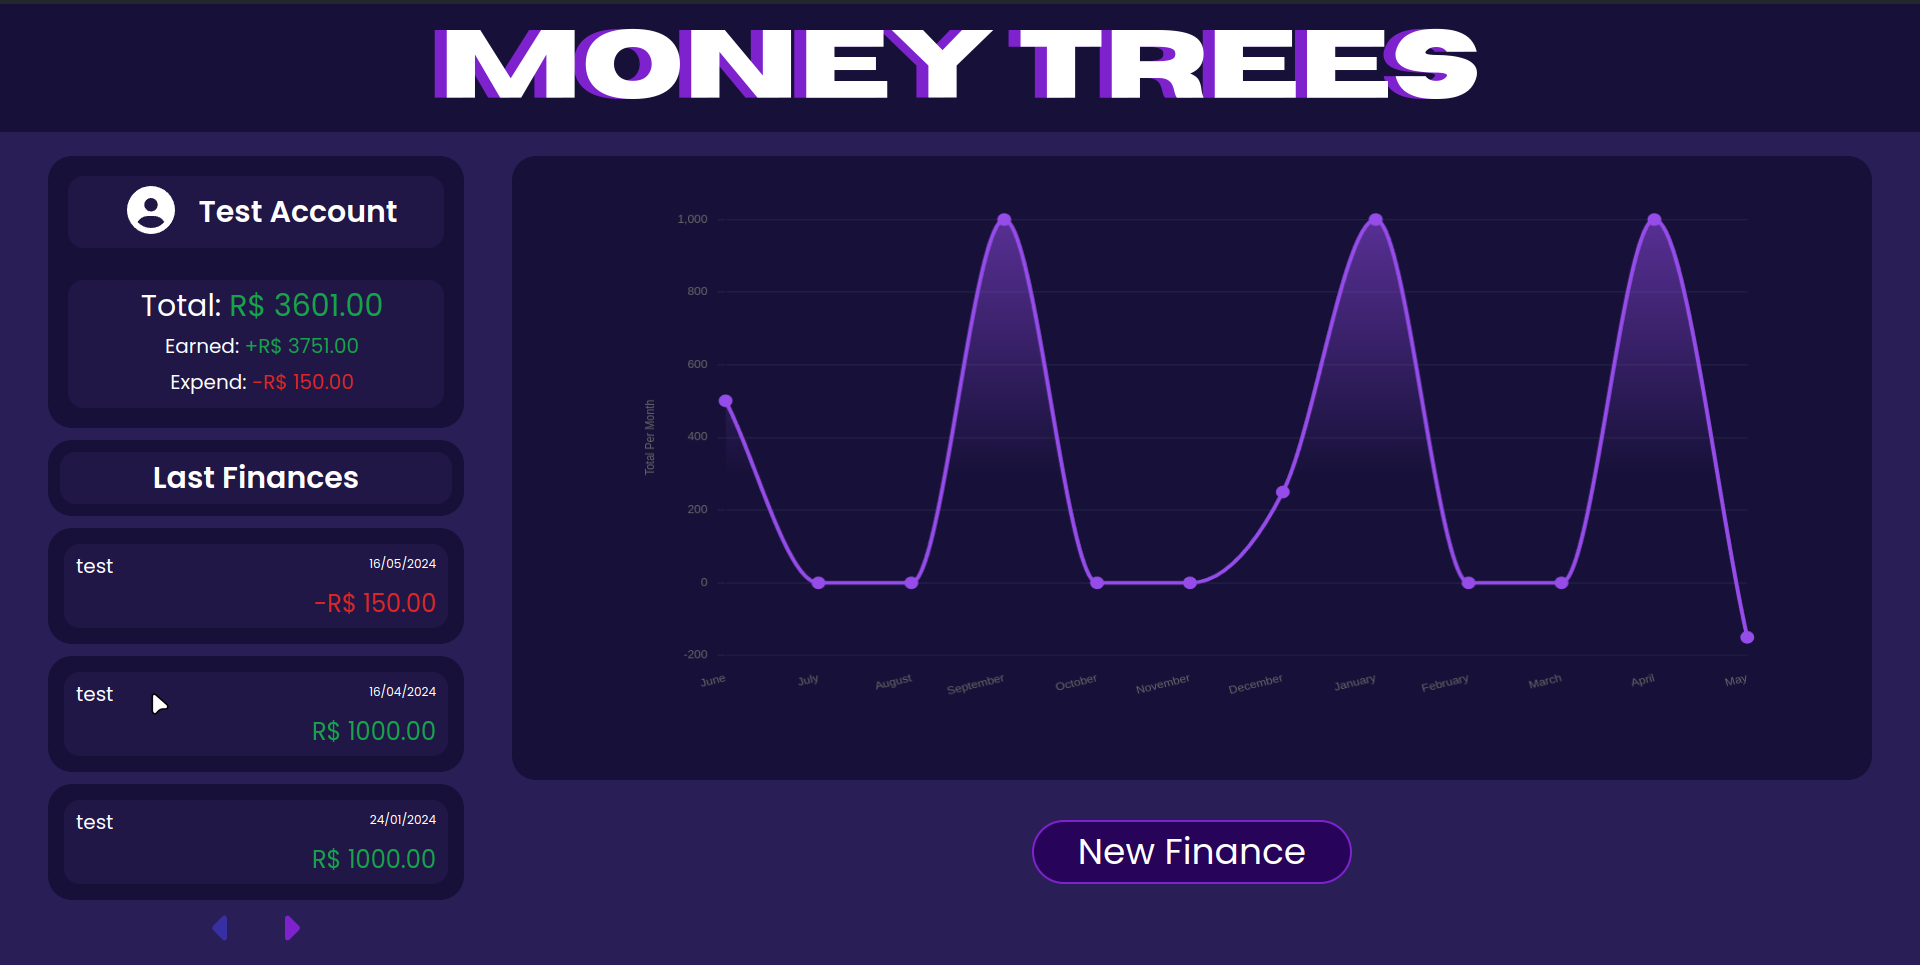 MONEY TREES
Test Account
Total: R$ 3601.00
Earned: +R$ 3751.00
Expend: -R$ 150.00
Last Finances
test
16/05/2024
-R$ 150.00
test
16/04/2024
R$ 1000.00
test
24/01/2024
R$ 1000.00
Total Per Month
1,000
800
600
400
200
0
-200
June July August September October November December January February March April May
New Finance